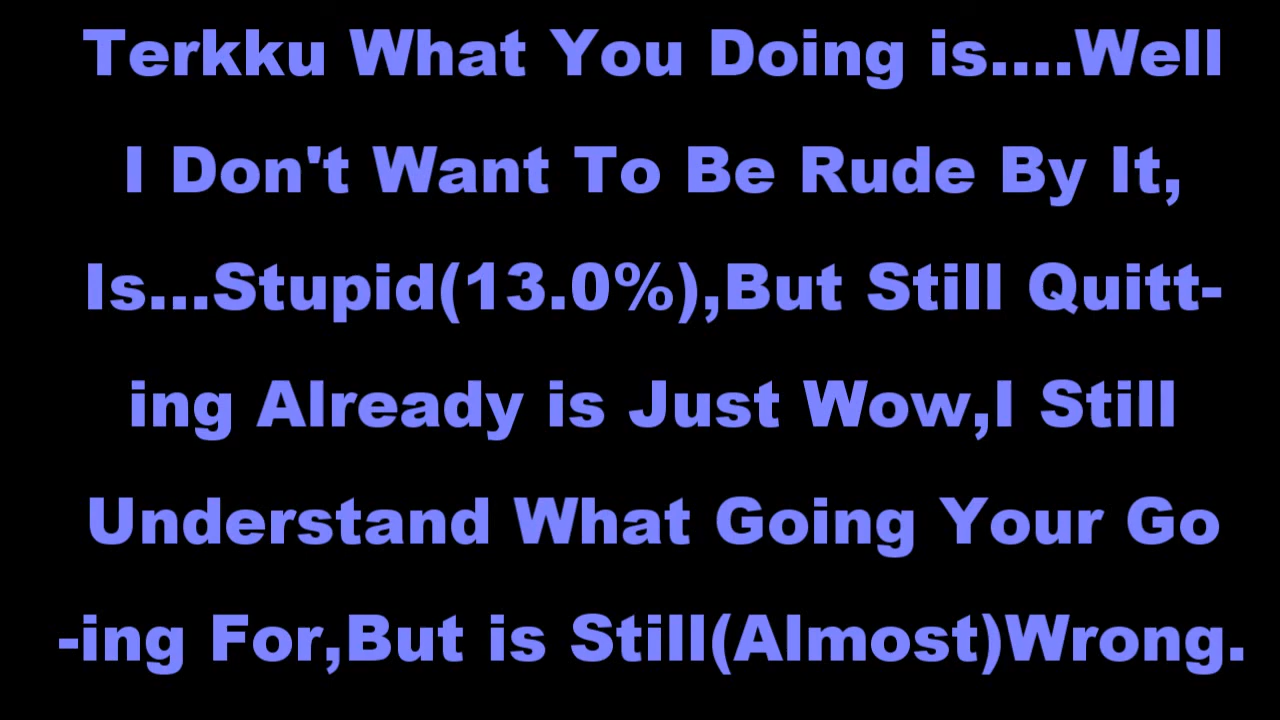 Terkku What You Doing is....Well
I Don't Want To Be Rude By It,
Is...Stupid(13.0%),But Still Quitt-
ing Already is Just Wow,I Still
Understand What Going Your Go
-ing For,But is Still(Almost)Wrong.